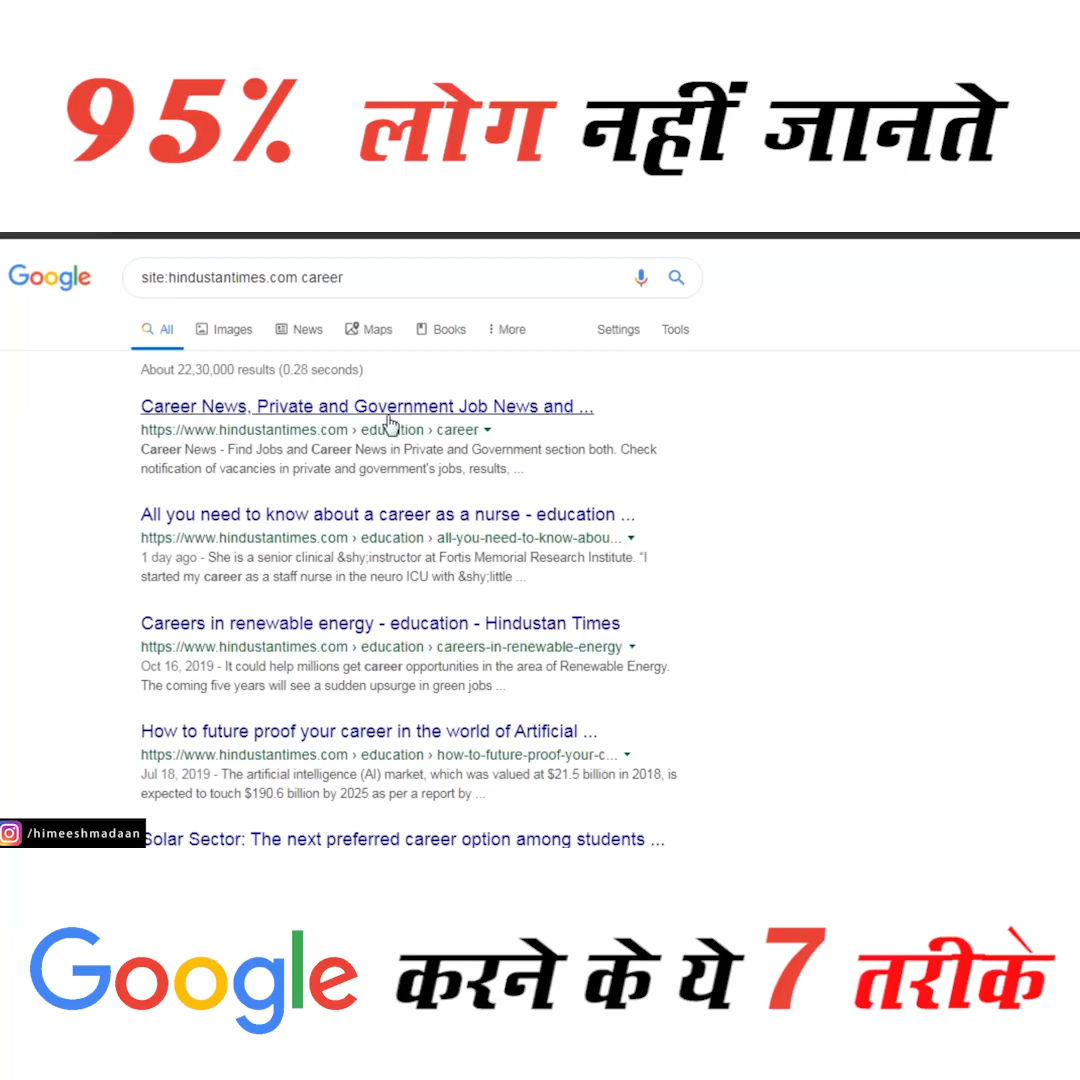 95% लोग नहीं जानते
Google
site:hindustantimes.com career
All Images News Maps Books More Settings Tools
About 22,30,000 results (0.28 seconds)
Career News, Private and Government Job News and ...
https://www.hindustantimes.com › education › career
Career News - Find Jobs and Career News in Private and Government section both. Check
notification of vacancies in private and government's jobs, results, ...
All you need to know about a career as a nurse - education ...
https://www.hindustantimes.com › education › all-you-need-to-know-abou...
1 day ago - She is a senior clinical &shy;instructor at Fortis Memorial Research Institute. “I
started my career as a staff nurse in the neuro ICU with &shy;little ...
Careers in renewable energy - education - Hindustan Times
https://www.hindustantimes.com › education › careers-in-renewable-energy
Oct 16, 2019 - It could help millions get career opportunities in the area of Renewable Energy.
The coming five years will see a sudden upsurge in green jobs ...
How to future proof your career in the world of Artificial ...
https://www.hindustantimes.com › education › how-to-future-proof-your-c...
Jul 18, 2019 - The artificial intelligence (AI) market, which was valued at $21.5 billion in 2018, is
expected to touch $190.6 billion by 2025 as per a report by ...
/himeeshmadaan
Solar Sector: The next preferred career option among students ...
Google करने के ये 7 तरीके